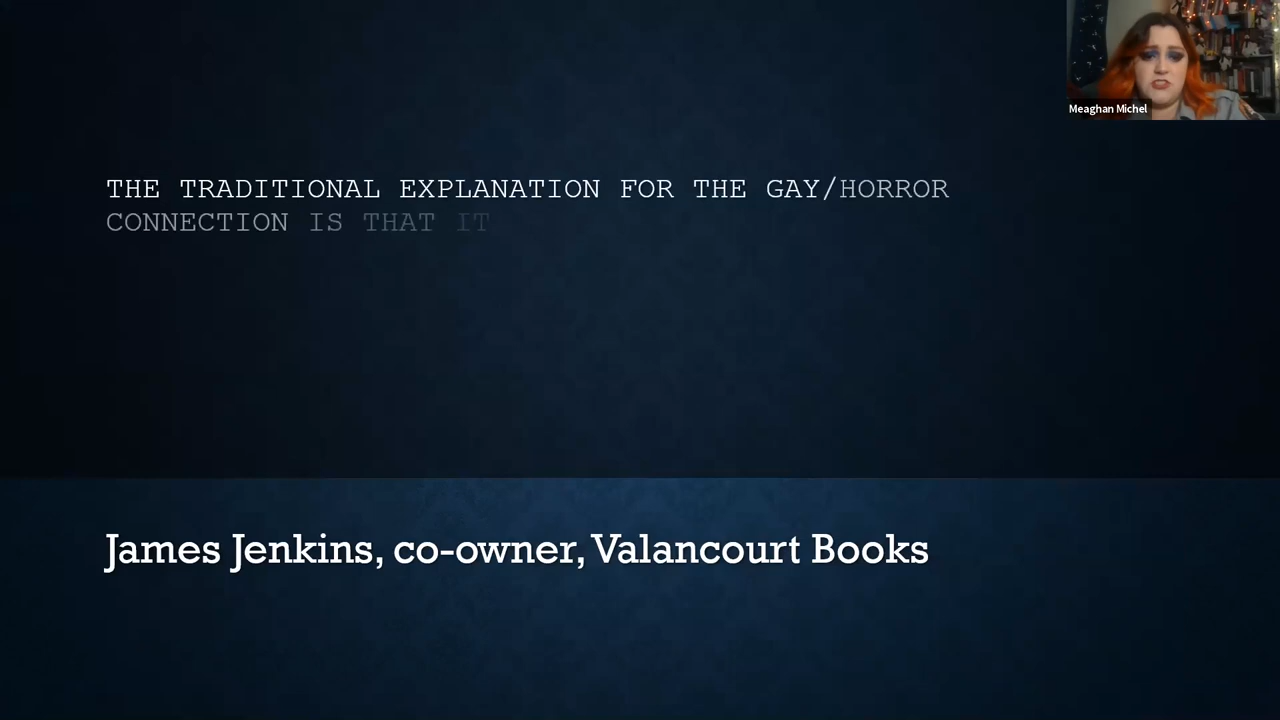 Meaghan Michel
THE TRADITIONAL EXPLANATION FOR THE GAY/HORROR
CONNECTION IS THAT IT
James Jenkins, co-owner, Valancourt Books